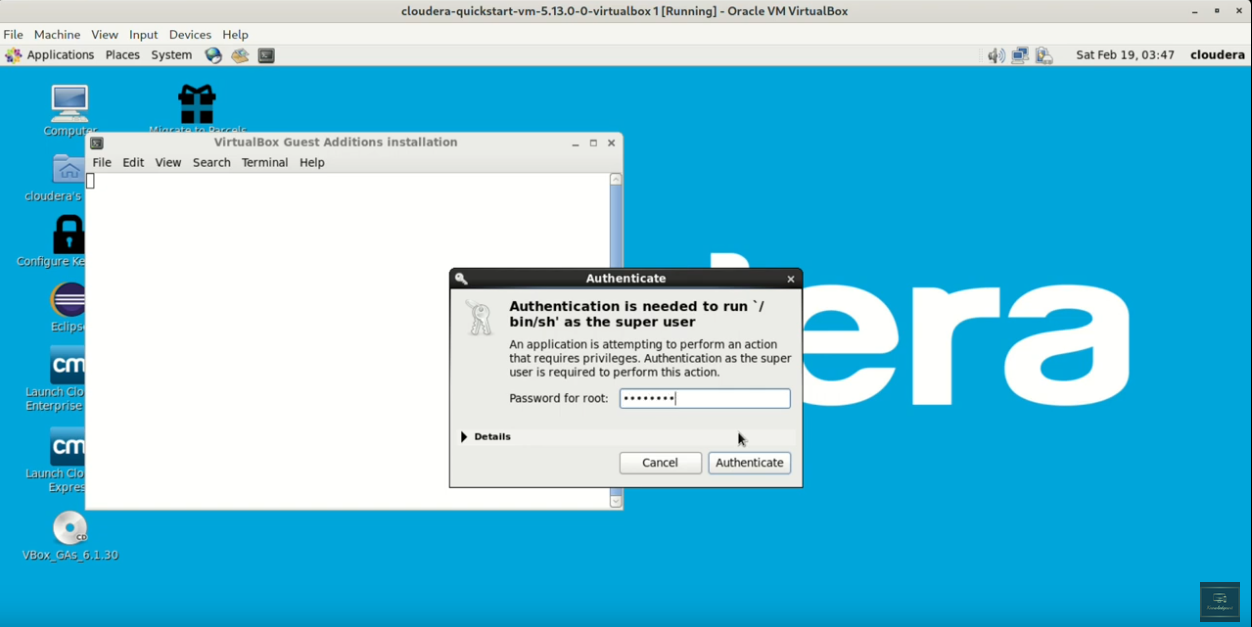 cloudera-quickstart-vm-5.13.0-0-virtualbox 1 [Running] - Oracle VM VirtualBox
File Machine View Input Devices Help
Applications Places System
Sat Feb 19, 03:47 cloudera
Computer
Migrate to Parcels
VirtualBox Guest Additions installation
File Edit View Search Terminal Help
cloudera's
Configure Ke
Eclipse
cm
Launch Clo
Enterprise
cm
Launch Clo
Expres
CD
VBox_GAs_6.1.30
Authenticate
Authentication is needed to run `/
bin/sh' as the super user
An application is attempting to perform an action
that requires privileges. Authentication as the super
user is required to perform this action.
Password for root: ••••••••
Details
Cancel Authenticate
era